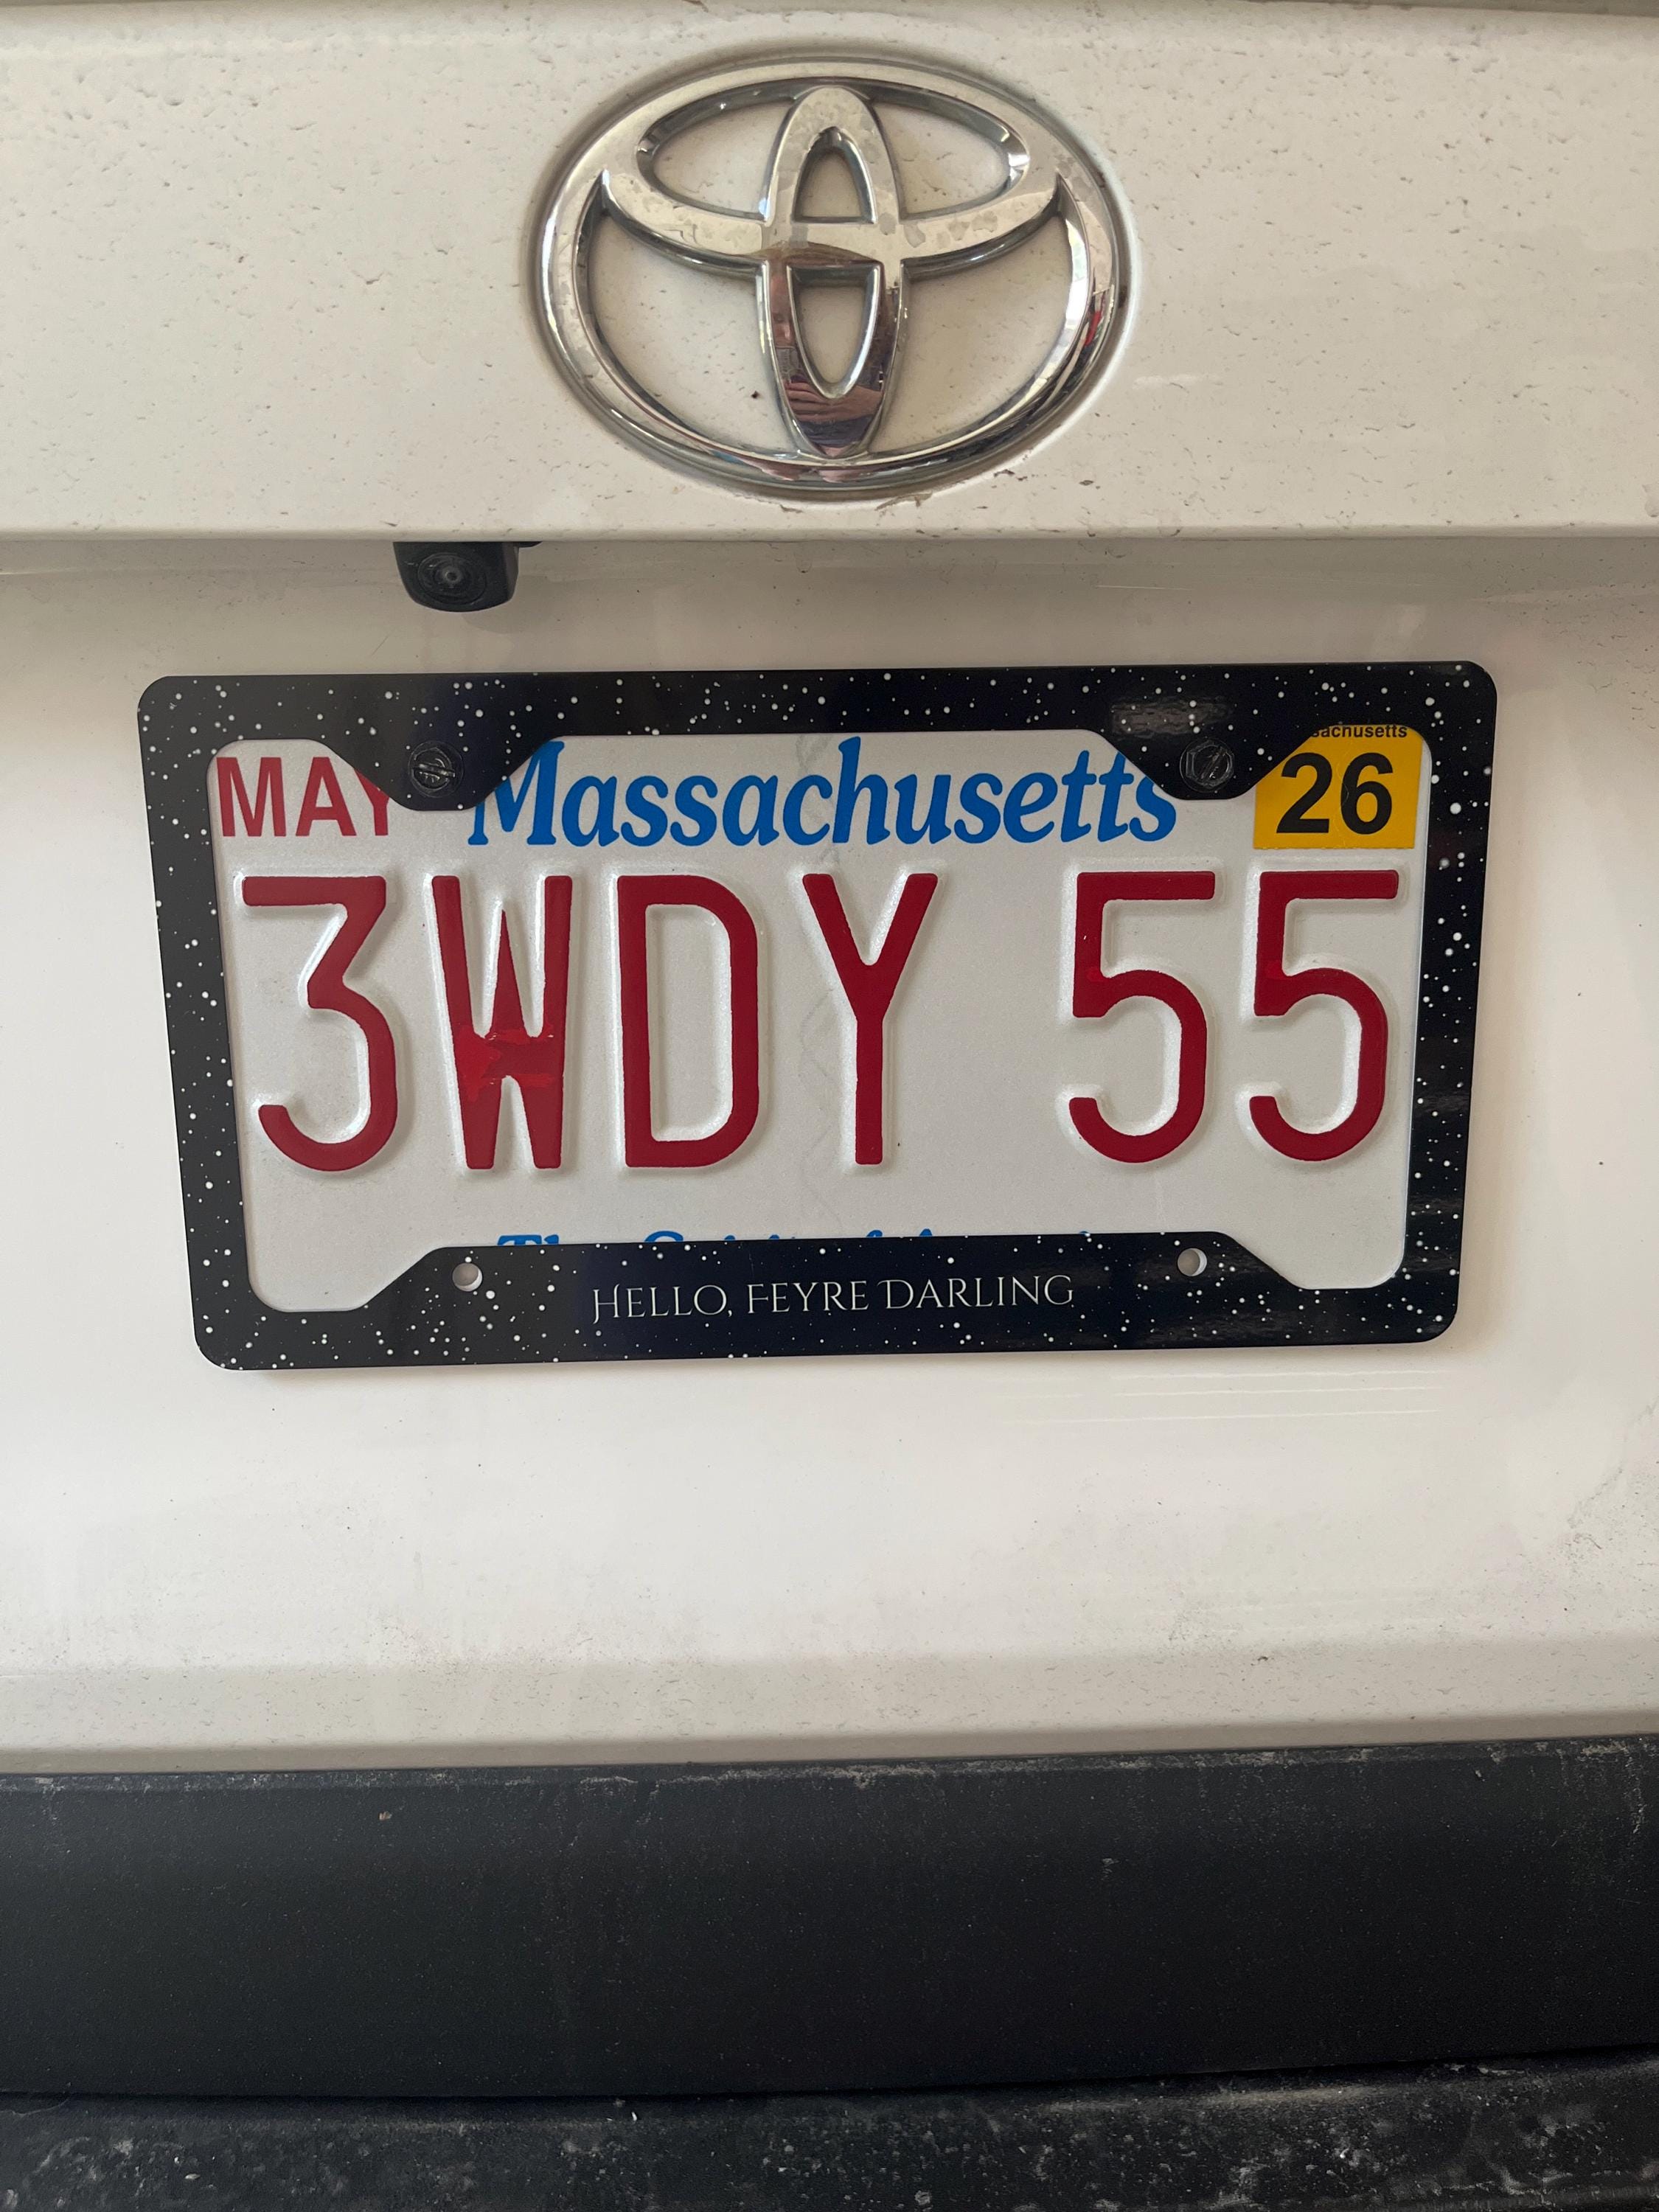 MAY Massachusetts 26
3WDY 55
HELLO, FEYRE DARLING